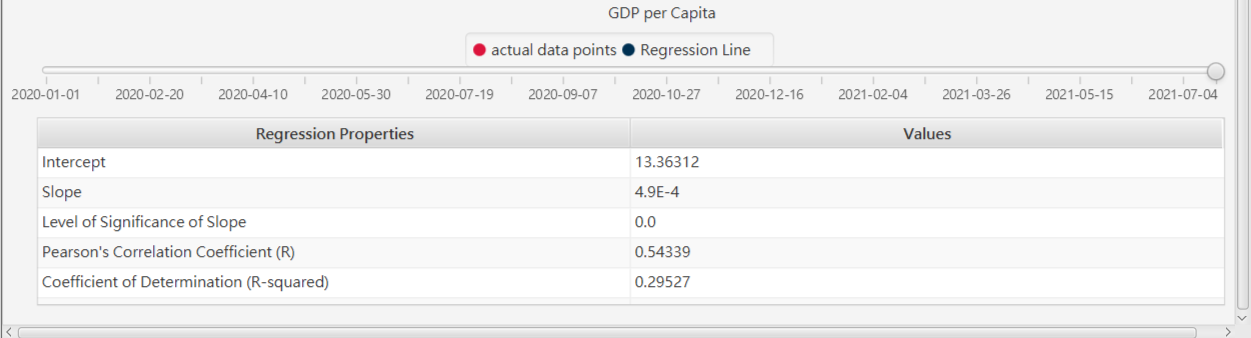 GDP per Capita
actual data points Regression Line
2020-01-01 2020-02-20 2020-04-10 2020-05-30 2020-07-19 2020-09-07 2020-10-27 2020-12-16 2021-02-04 2021-03-26 2021-05-15 2021-07-04
Regression Properties Values
Intercept 13.36312
Slope 4.9E-4
Level of Significance of Slope 0.0
Pearson's Correlation Coefficient (R) 0.54339
Coefficient of Determination (R-squared) 0.29527